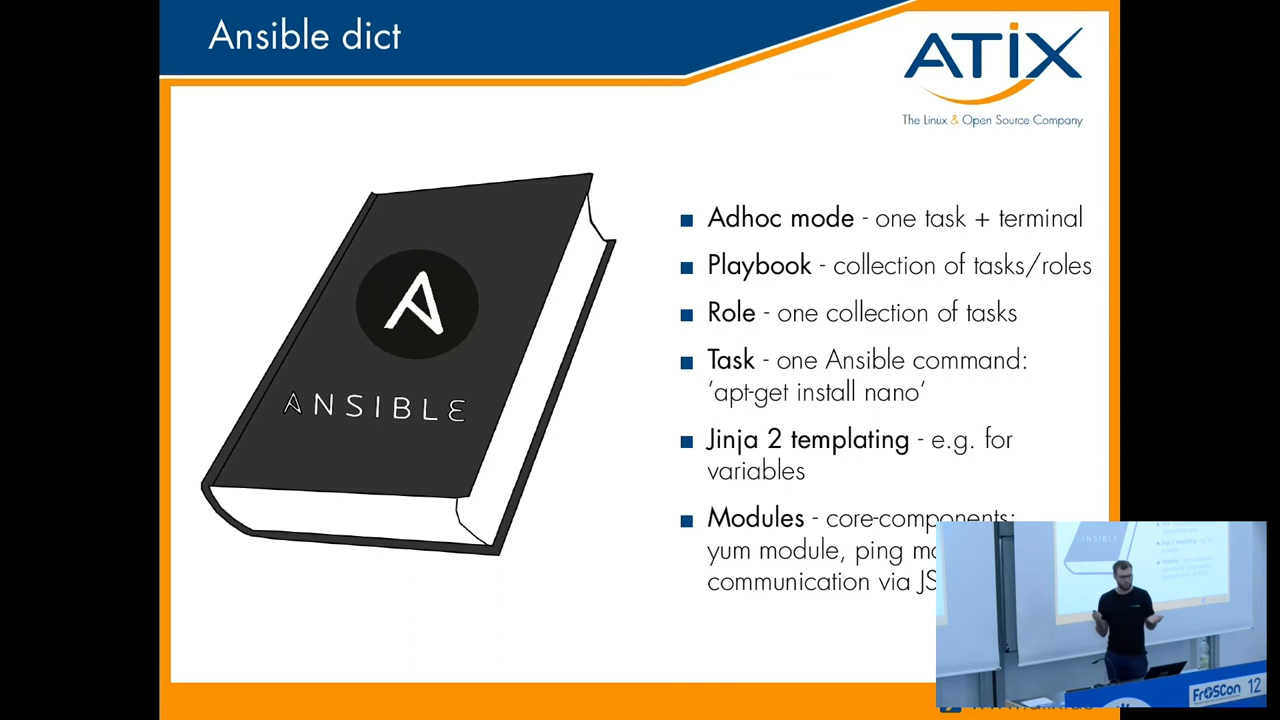 Ansible dict
ATIX
The Linux & Open Source Company
Adhoc mode - one task + terminal
Playbook - collection of tasks/roles
Role - one collection of tasks
Task - one Ansible command:
'apt-get install nano'
Jinja 2 templating - e.g. for
variables
Modules - core-components:
yum module, ping
communication via
ANSIBLE
FrOSCon 12